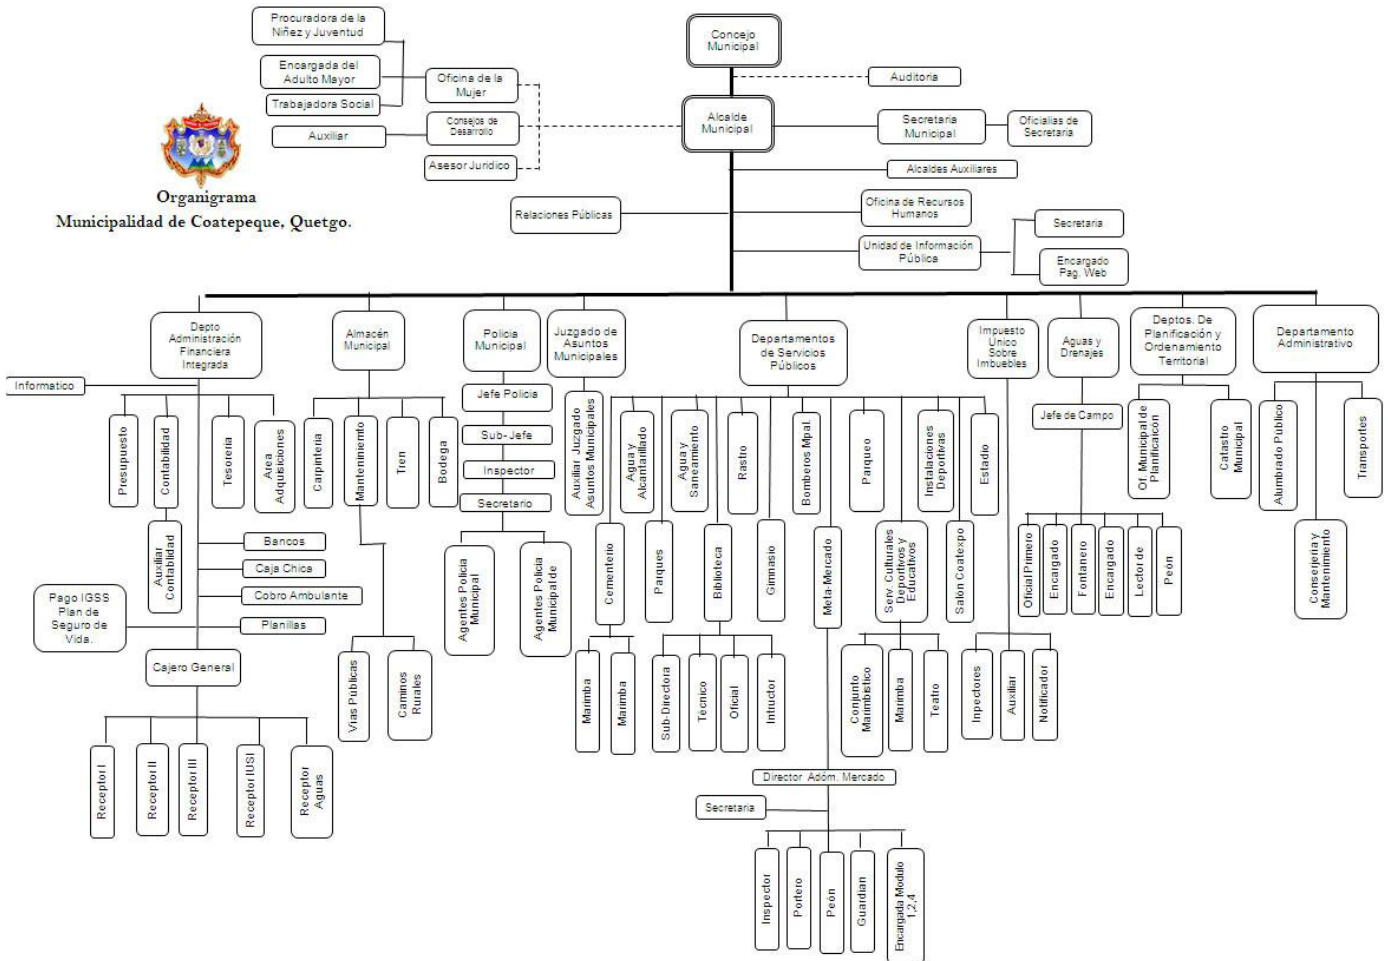 Procuradora de la
Niñez y Juventud
Concejo
Municipal
Encargada del
Adulto Mayor
Oficina de la
Mujer
Auditoria
Trabajadora Social
Auxiliar
Consejos de
Desarrollo
Alcalde
Municipal
Secretaria
Municipal
Oficialias de
Secretaria
Asesor Juridico
Alcaldes Auxiliares
Organigrama
Municipalidad de Coatepeque, Quetgo.
Relaciones Públicas
Oficina de Recursos
Humanos
Secretaria
Unidad de Información
Pública
Encargado
Pag. Web
Depto
Administración
Financiera
Integrada
Almacén
Municipal
Policia
Municipal
Juzgado de
Asuntos
Municipales
Departamentos
de Servicios
Públicos
Impuesto
Unico
Sobre
Imbuebles
Aguas y
Drenajes
Deptos. De
Planificación y
Ordenamiento
Territorial
Departamento
Administrativo
Informatico
Presupuesto
Contabilidad
Tesoreria
Area
Adquisiciones
Carpinteria
Mantenimiemto
Tren
Bodega
Jefe Policia
Sub-Jefe
Inspector
Secretario
Auxiliar Juzgado
Asuntos Municipales
Agua y
Alcantarillado
Agua y
Saneamiento
Rastro
Bomberos Mpal.
Parqueo
Instalaciones
Deportivas
Estadio
Jefe de Campo
Of. Municipal de
Planificaicón
Catastro
Municipal
Alumbrado Publico
Transportes
Auxiliar
Contabilidad
Bancos
Caja Chica
Cobro Ambulante
Planillas
Pago IGSS
Plan de
Seguro de
Vida.
Cajero General
Agentes Policia
Municipal
Agentes Policia
Municipal de
Cementerio
Parques
Biblioteca
Gimnasio
Meta-Mercado
Serv. Culturales
Deportivos y
Educativos
Salón Coatexpo
Oficial Primero
Encargado
Fontanero
Encargado
Lector de
Peón
Conserjeria y
Mantenimiento
Vias Públicas
Caminos
Rurales
Marimba
Marimba
Sub-Directora
Técnico
Oficial
Intructor
Conjunto
Marimbistico
Marimba
Teatro
Inpectores
Auxiliar
Notificador
Receptor I
Receptor II
Receptor III
Receptor IUSI
Receptor
Aguas
Director Adóm. Mercado
Secretaria
Inspector
Portero
Peón
Guardian
Encargada Modulo
1,2,4